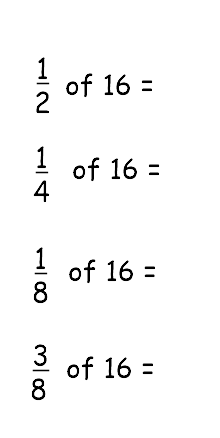 1/2 of 16 =
1/4 of 16 =
1/8 of 16 =
3/8 of 16 =